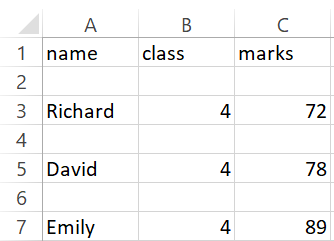 A B C
1 name class marks
2
3 Richard 4 72
4
5 David 4 78
6
7 Emily 4 89